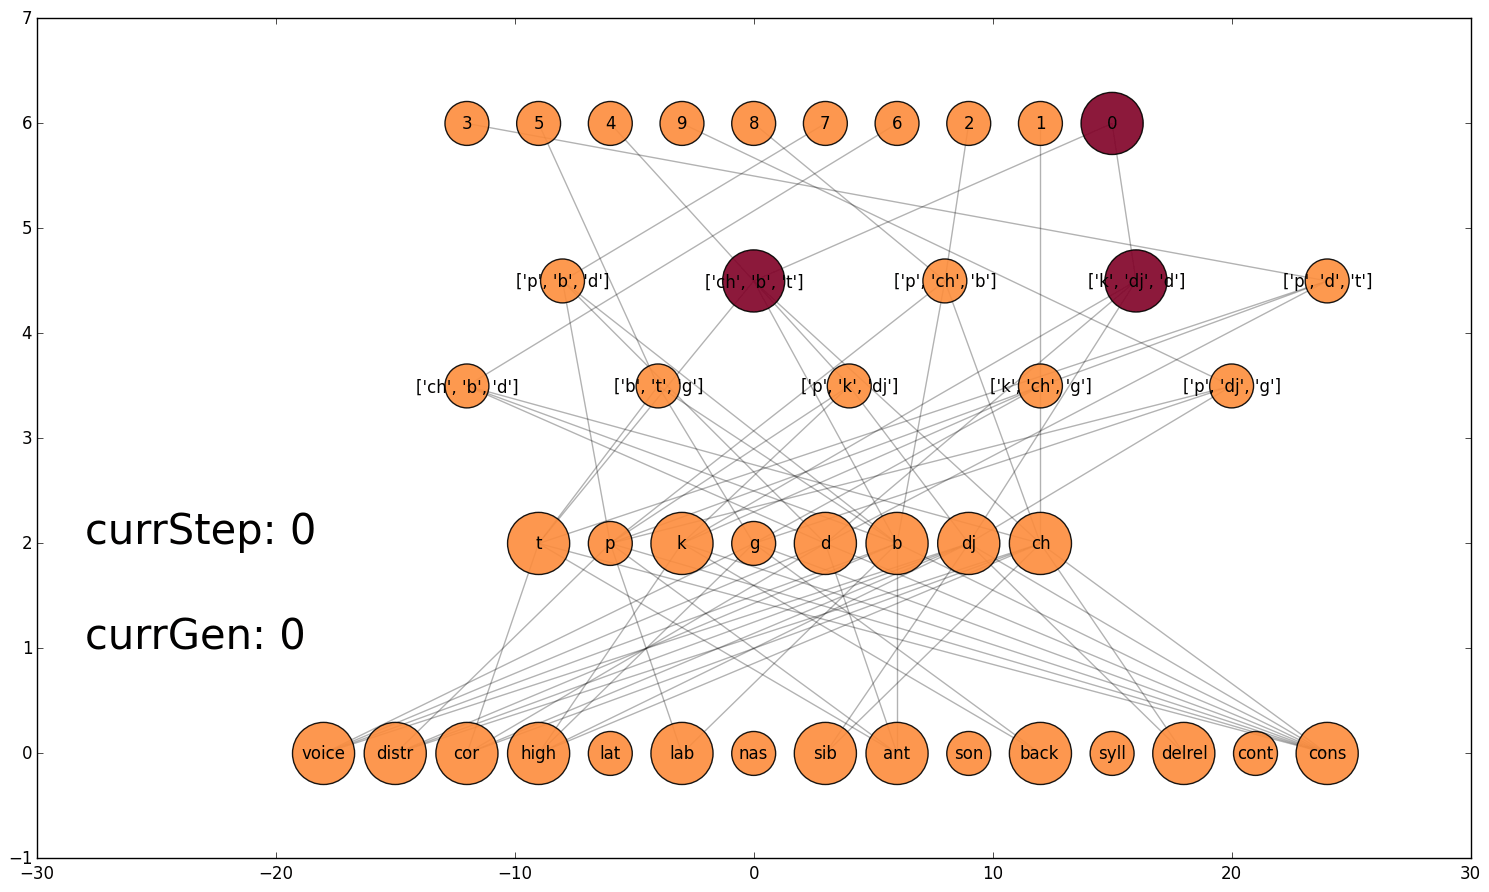 7
6
3 5 4 9 8 7 6 2 1 0
5
['p', 'b', 'd'] ['ch', 'b', 't'] ['p', 'ch', 'b'] ['k', 'dj', 'd'] ['p', 'd', 't']
4
['ch', 'b', 'd'] ['b', 't', 'g'] ['p', 'k', 'dj'] ['k', 'ch', 'g'] ['p', 'dj', 'g']
3
currStep: 0
2
t p k g d b dj ch
currGen: 0
1
0
voice distr cor high lat lab nas sib ant son back syll delrel cont cons
−1
−30 −20 −10 0 10 20 30